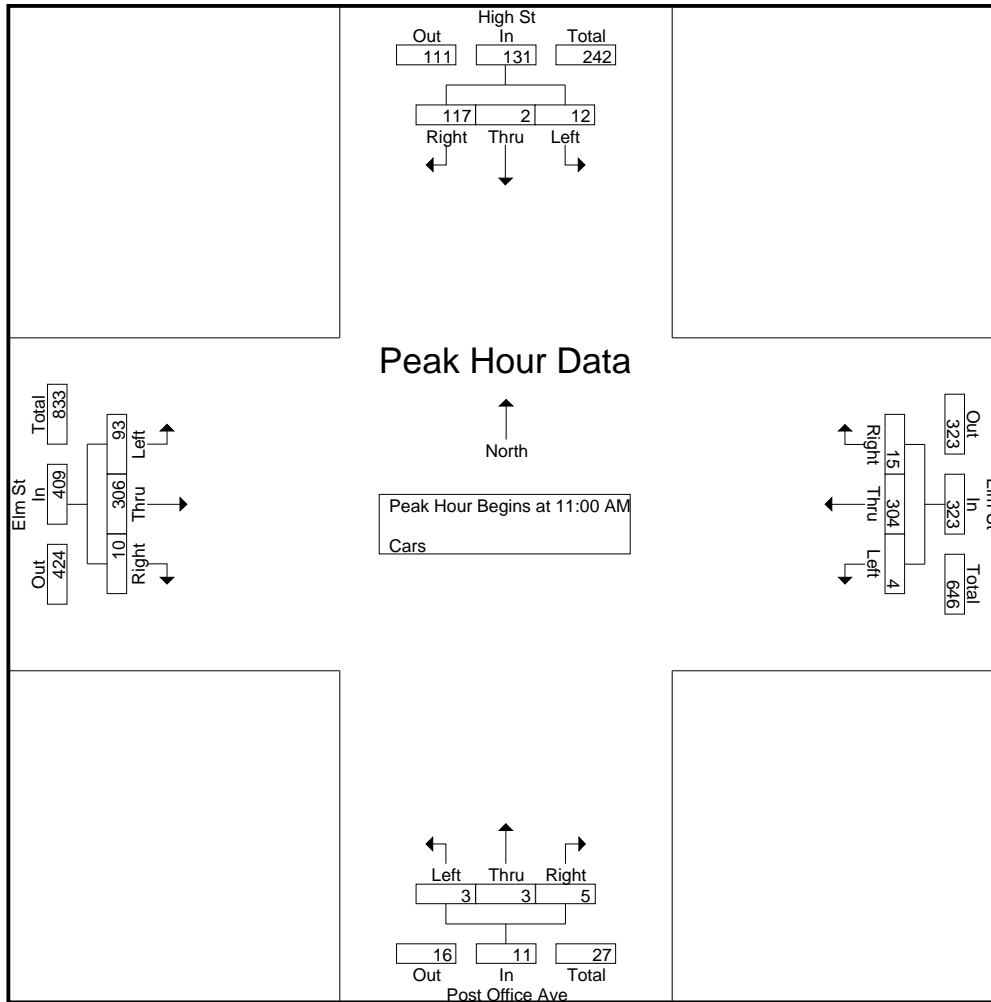 High St
Out In Total
111 131 242
117 2 12
Right Thru Left
Peak Hour Data
North
Peak Hour Begins at 11:00 AM
Cars
Elm St
Total In Out
833 409 424
93 306 10
Left Thru Right
Elm St
Out In Total
323 323 646
15 304 4
Right Thru Left
Left Thru Right
3 3 5
16 11 27
Out In Total
Post Office Ave